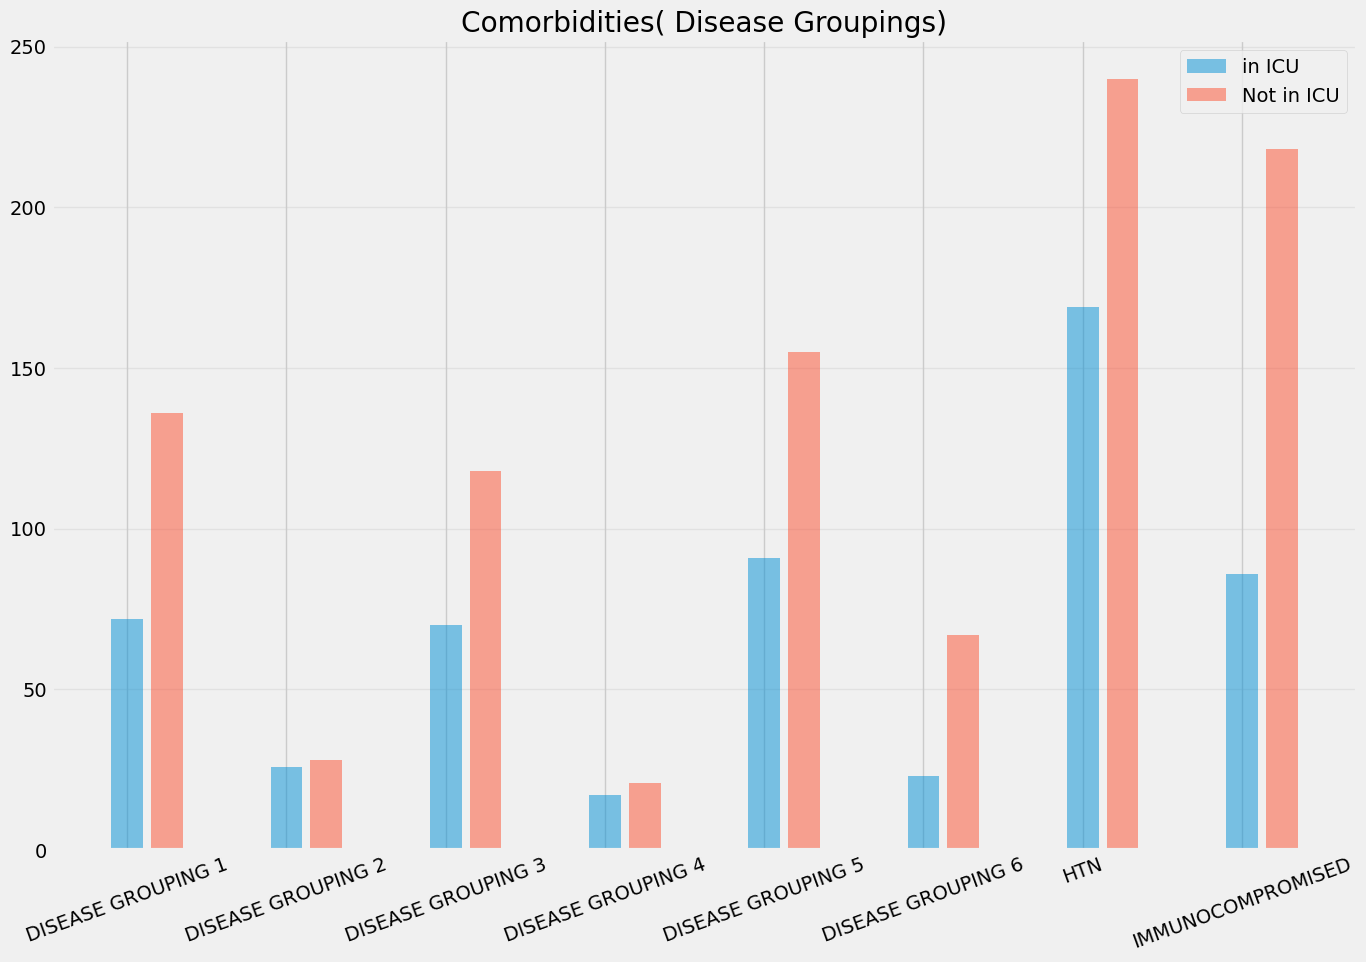 Comorbidities( Disease Groupings)
in ICU
Not in ICU
250
200
150
100
50
0
DISEASE GROUPING 1
DISEASE GROUPING 2
DISEASE GROUPING 3
DISEASE GROUPING 4
DISEASE GROUPING 5
DISEASE GROUPING 6
HTN
IMMUNOCOMPROMISED